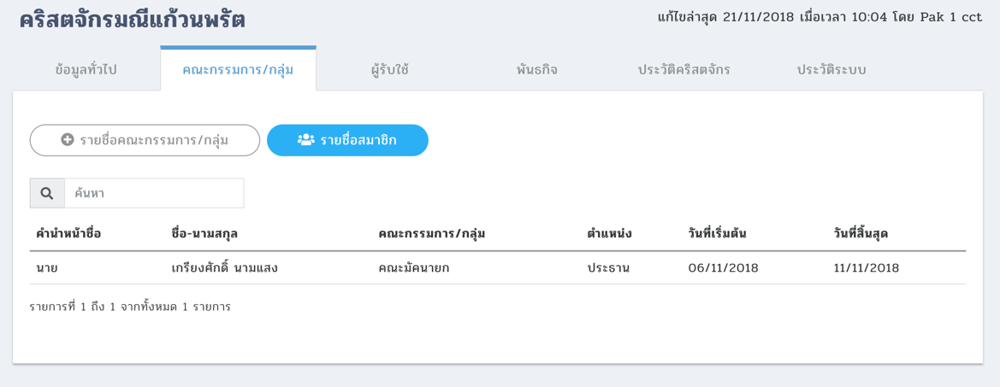 คริสตจักรมณีแก้วนพรัต
แก้ไขล่าสุด 21/11/2018 เมื่อเวลา 10:04 โดย Pak 1 cct
ข้อมูลทั่วไป คณะกรรมการ/กลุ่ม ผู้รับใช้ พันธกิจ ประวัติคริสตจักร ประวัติระบบ
รายชื่อคณะกรรมการ/กลุ่ม รายชื่อสมาชิก
ค้นหา
คำนำหน้าชื่อ ชื่อ-นามสกุล คณะกรรมการ/กลุ่ม ตำแหน่ง วันที่เริ่มต้น วันที่สิ้นสุด
นาย เกรียงศักดิ์ นามแสง คณะมัคนายก ประธาน 06/11/2018 11/11/2018
รายการที่ 1 ถึง 1 จากทั้งหมด 1 รายการ